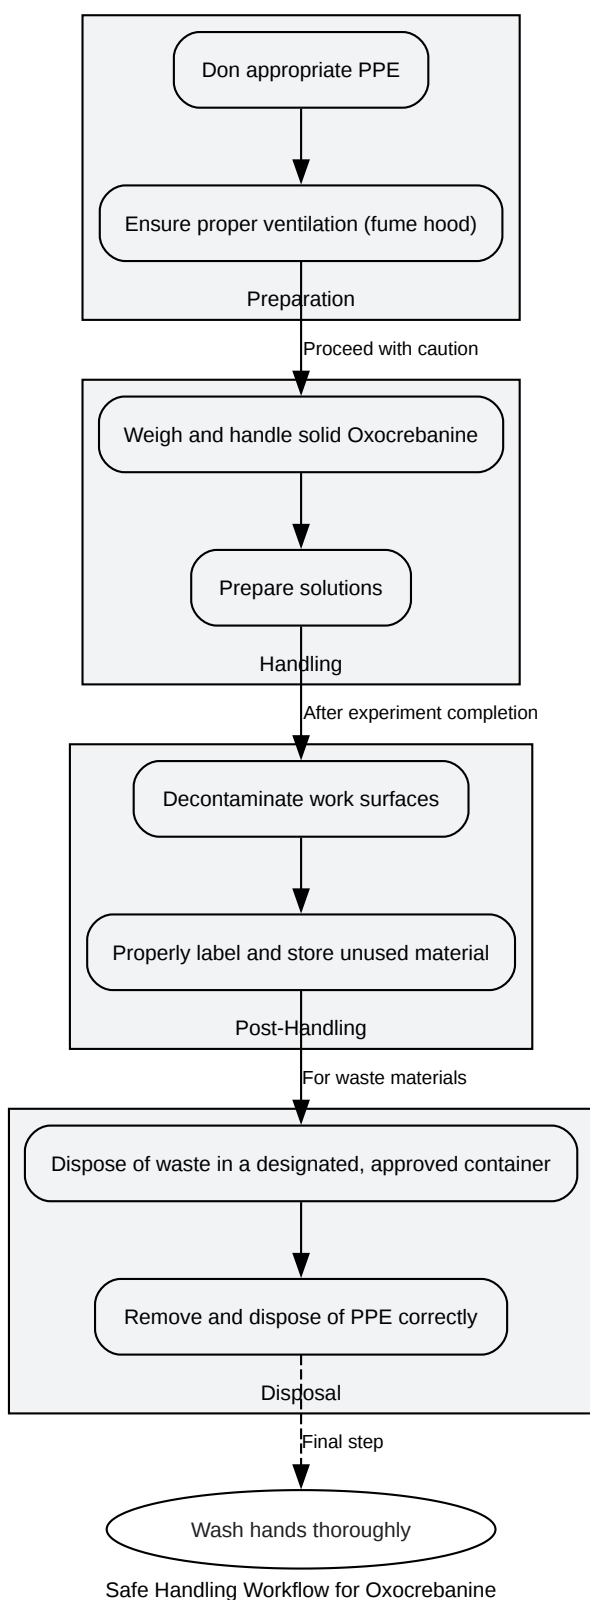 Don appropriate PPE
Ensure proper ventilation (fume hood)
Preparation
Proceed with caution
Weigh and handle solid Oxocrebanine
Prepare solutions
Handling
After experiment completion
Decontaminate work surfaces
Properly label and store unused material
Post-Handling
For waste materials
Dispose of waste in a designated, approved container
Remove and dispose of PPE correctly
Disposal
Final step
Wash hands thoroughly
Safe Handling Workflow for Oxocrebanine